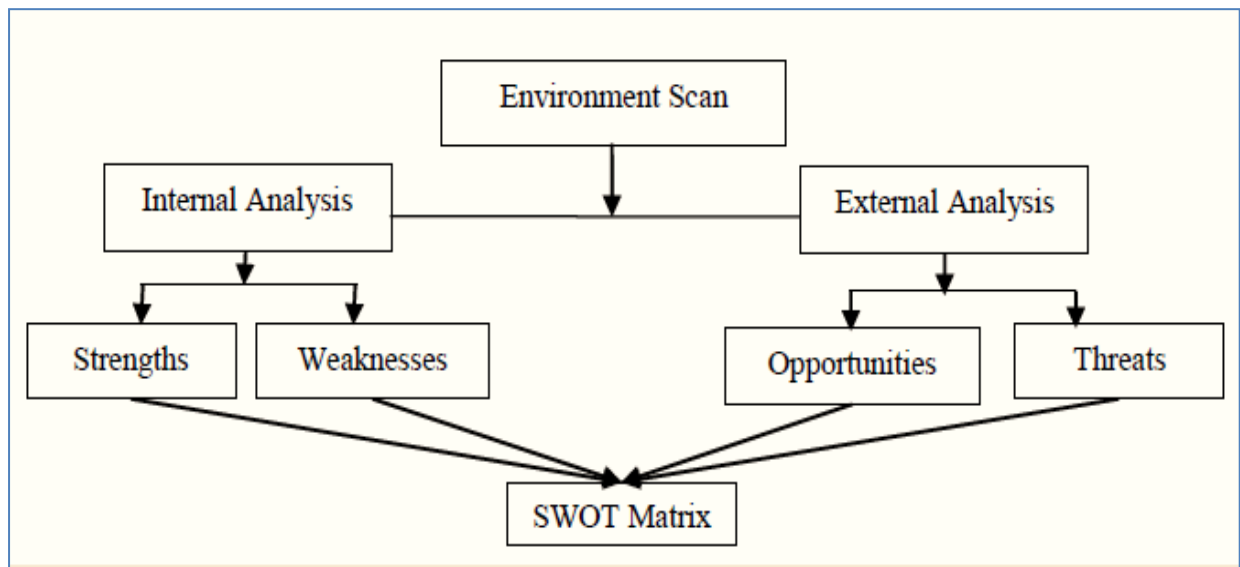 Environment Scan
Internal Analysis
External Analysis
Strengths
Weaknesses
Opportunities
Threats
SWOT Matrix